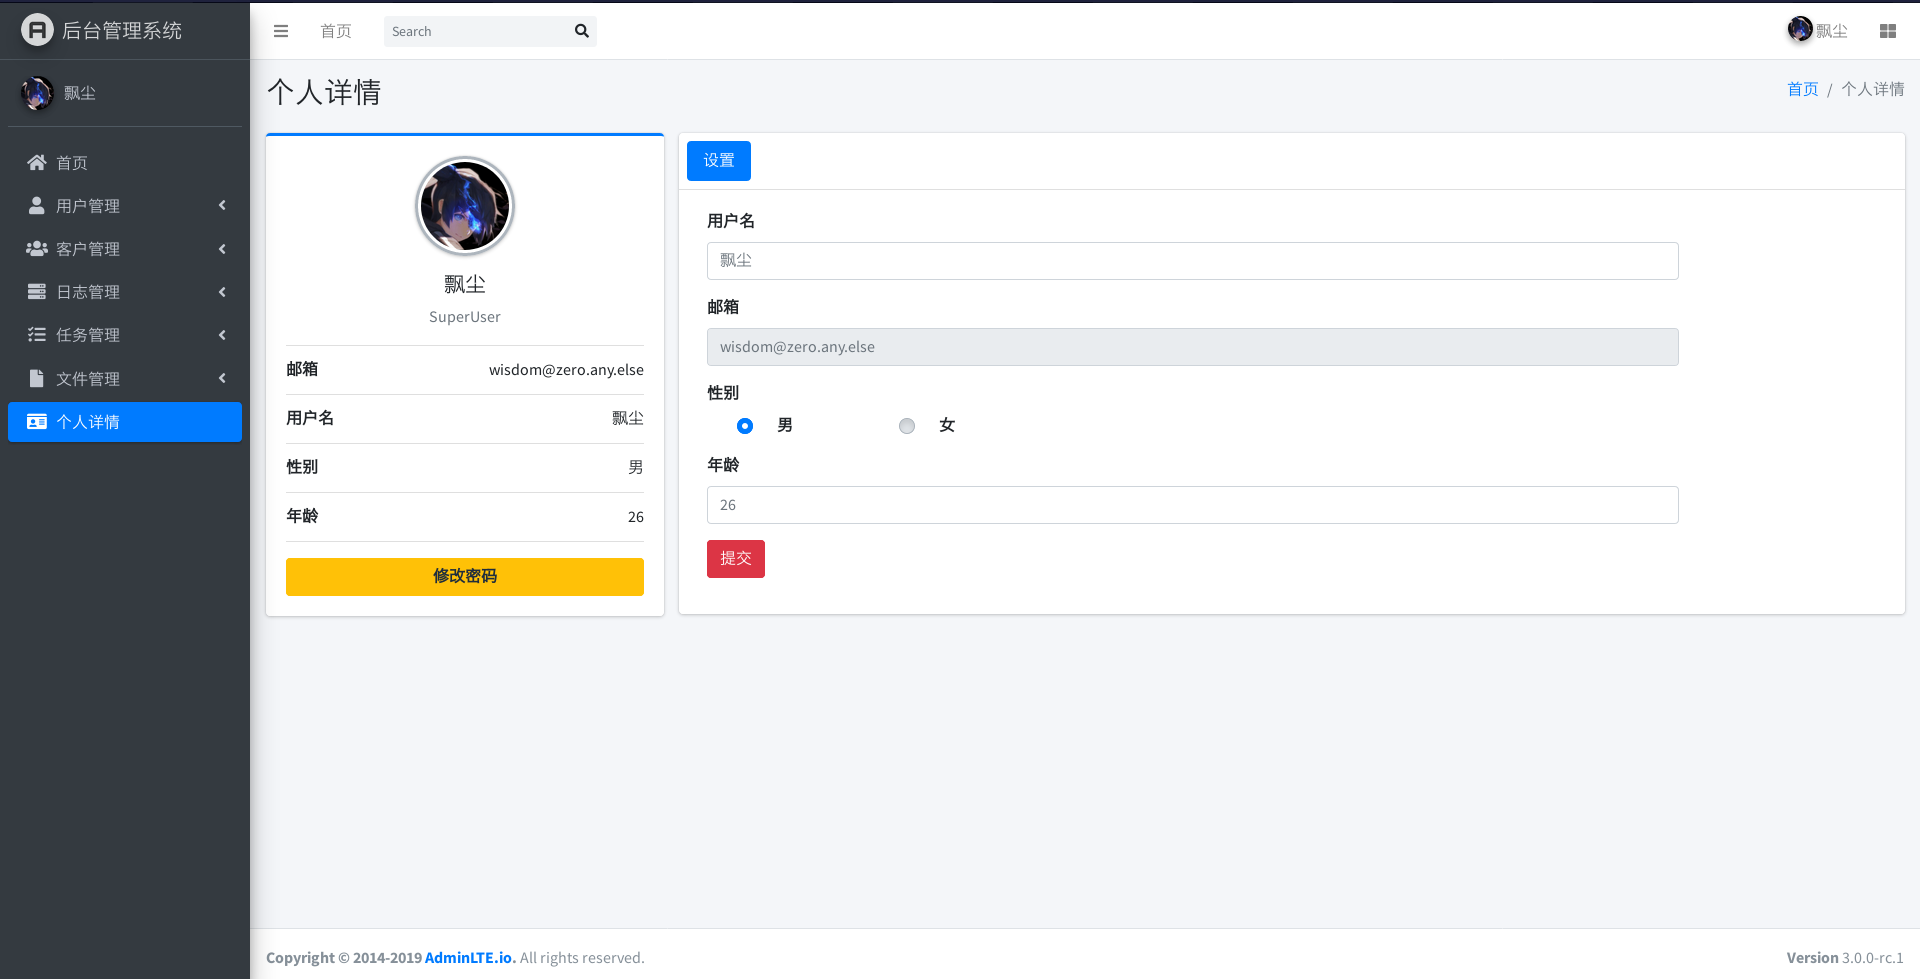 后台管理系统
首页
Search
飘尘
飘尘
首页
用户管理
客户管理
日志管理
任务管理
文件管理
个人详情
个人详情
首页 / 个人详情
飘尘
SuperUser
邮箱 wisdom@zero.any.else
用户名 飘尘
性别 男
年龄 26
修改密码
设置
用户名
飘尘
邮箱
wisdom@zero.any.else
性别
男 女
年龄
26
提交
Copyright © 2014-2019 AdminLTE.io. All rights reserved.
Version 3.0.0-rc.1